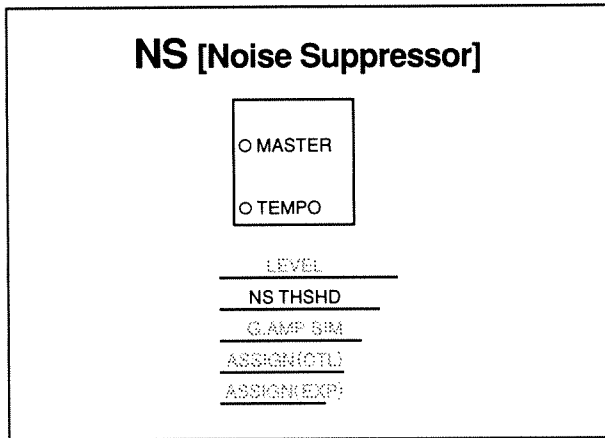 NS [Noise Suppressor]
MASTER
TEMPO
LEVEL
NS THSHD
G.AMP SIM
ASSIGN(CTL)
ASSIGN(EXP)